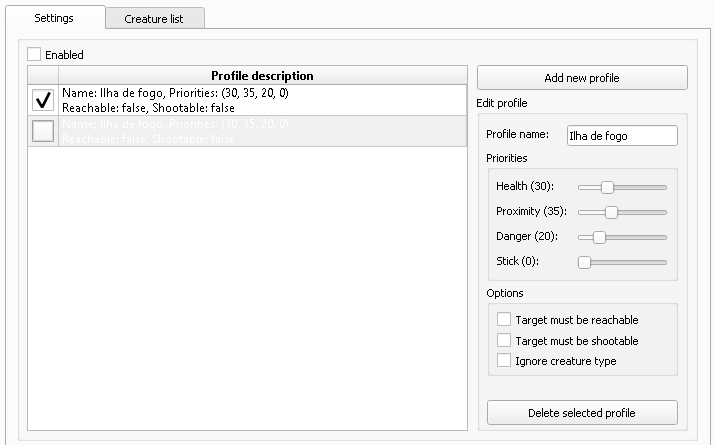 Settings
Creature list
Enabled
Profile description
Name: Ilha de fogo, Priorities: (30, 35, 20, 0)
Reachable: false, Shootable: false
Name: Ilha de fogo, Priorities: (30, 35, 20, 0)
Reachable: false, Shootable: false
Add new profile
Edit profile
Profile name:
Ilha de fogo
Priorities
Health (30):
Proximity (35):
Danger (20):
Stick (0):
Options
Target must be reachable
Target must be shootable
Ignore creature type
Delete selected profile